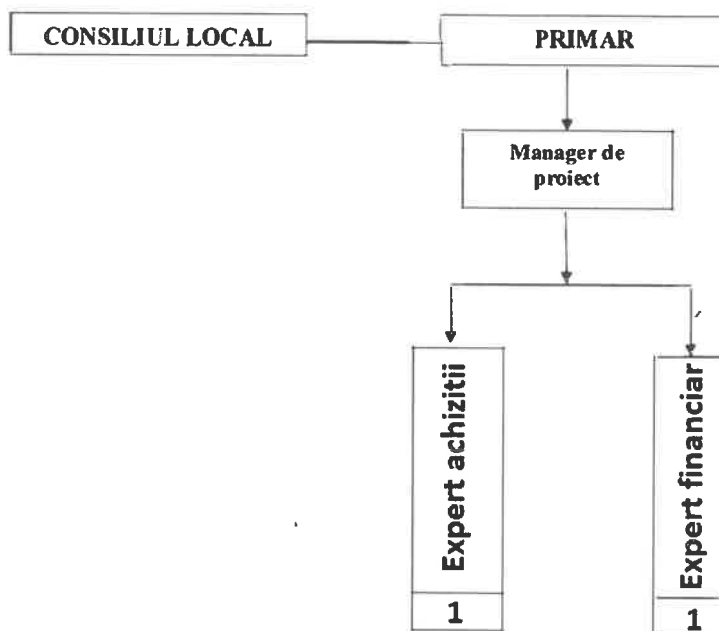 CONSILIUL LOCAL
PRIMAR
Manager de
proiect
Expert achizitii
1
Expert financiar
1